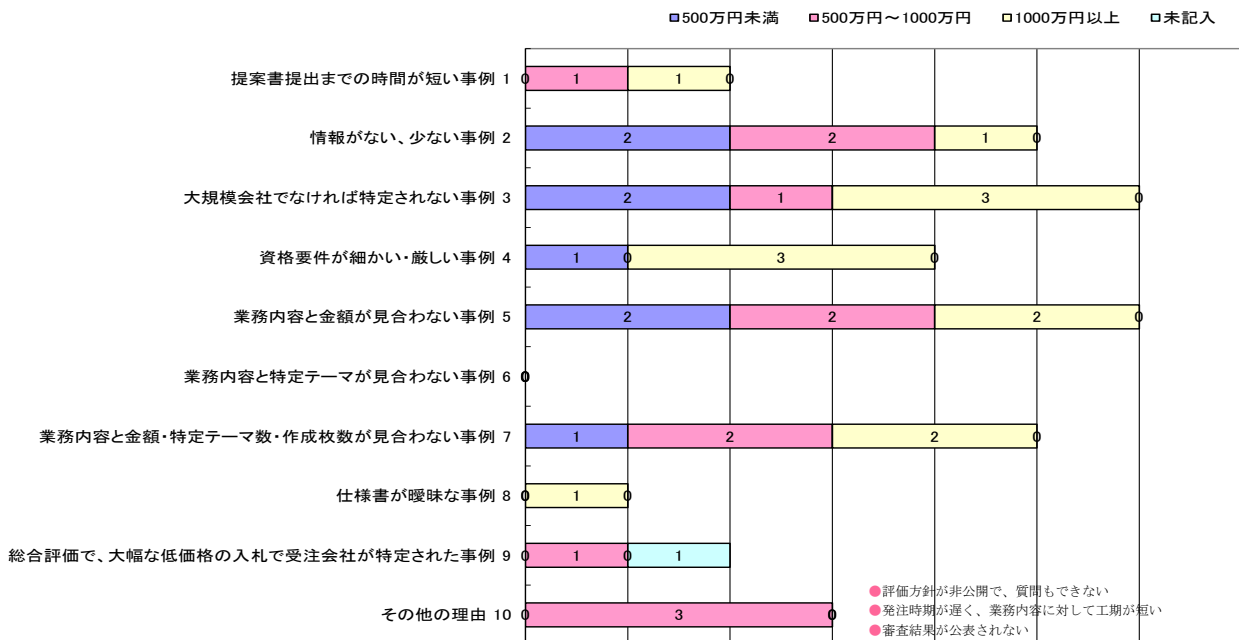 500万円未満 500万円～1000万円 1000万円以上 未記入
提案書提出までの時間が短い事例 1 0 1 1 0
情報がない、少ない事例 2 2 2 1 0
大規模会社でなければ特定されない事例 3 2 1 3 0
資格要件が細かい・厳しい事例 4 1 0 3 0
業務内容と金額が見合わない事例 5 2 2 2 0
業務内容と特定テーマが見合わない事例 6 0
業務内容と金額・特定テーマ数・作成枚数が見合わない事例 7 1 2 2 0
仕様書が曖昧な事例 8 0 1 0
総合評価で、大幅な低価格の入札で受注会社が特定された事例 9 0 1 0 1
その他の理由 10 0 3 0
●評価方針が非公開で、質問もできない
●発注時期が遅く、業務内容に対して工期が短い
●審査結果が公表されない